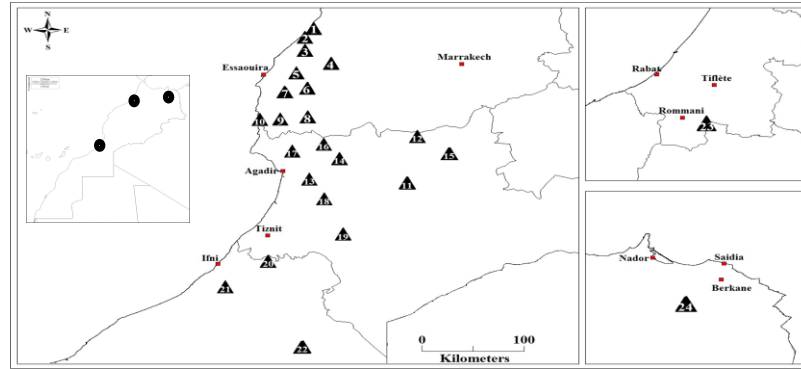 N
W E
S
1
2
3
4
Marrakech
Essaouira
5
6
7
8
9
10
12
16
17
14
15
Agadir
13
11
18
Tiznit
19
Ifni
20
21
22
0 100
Kilometers
Rabat
Tiflète
Rommani
23
Nador
Saidia
Berkane
24